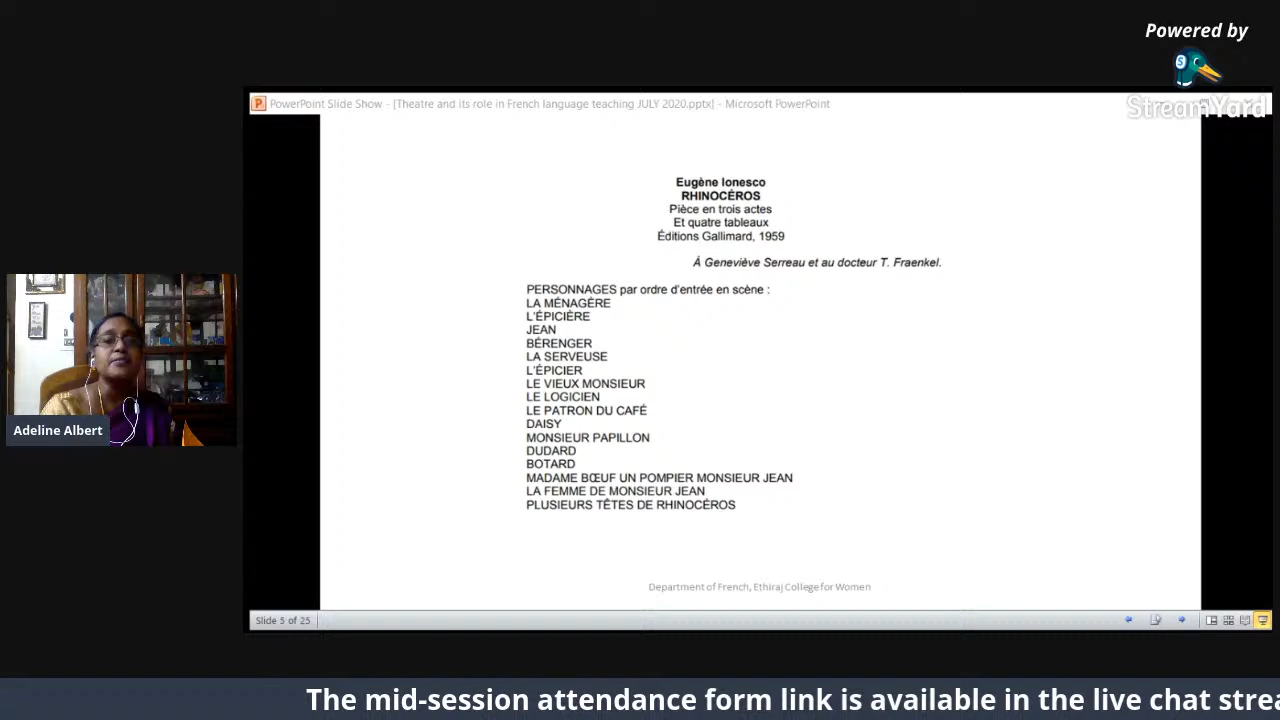 Powered by
StreamYard
PowerPoint Slide Show - [Theatre and its role in French language teaching JULY 2020.pptx] - Microsoft PowerPoint
Eugène Ionesco
RHINOCÉROS
Pièce en trois actes
Et quatre tableaux
Éditions Gallimard, 1959
À Geneviève Serreau et au docteur T. Fraenkel.
PERSONNAGES par ordre d'entrée en scène :
LA MÉNAGÈRE
L'ÉPICIÈRE
JEAN
BÉRENGER
LA SERVEUSE
L'ÉPICIER
LE VIEUX MONSIEUR
LE LOGICIEN
LE PATRON DU CAFÉ
DAISY
MONSIEUR PAPILLON
DUDARD
BOTARD
MADAME BŒUF UN POMPIER MONSIEUR JEAN
LA FEMME DE MONSIEUR JEAN
PLUSIEURS TÊTES DE RHINOCÉROS
Department of French, Ethiraj College for Women
Slide 5 of 25
Adeline Albert
The mid-session attendance form link is available in the live chat strea